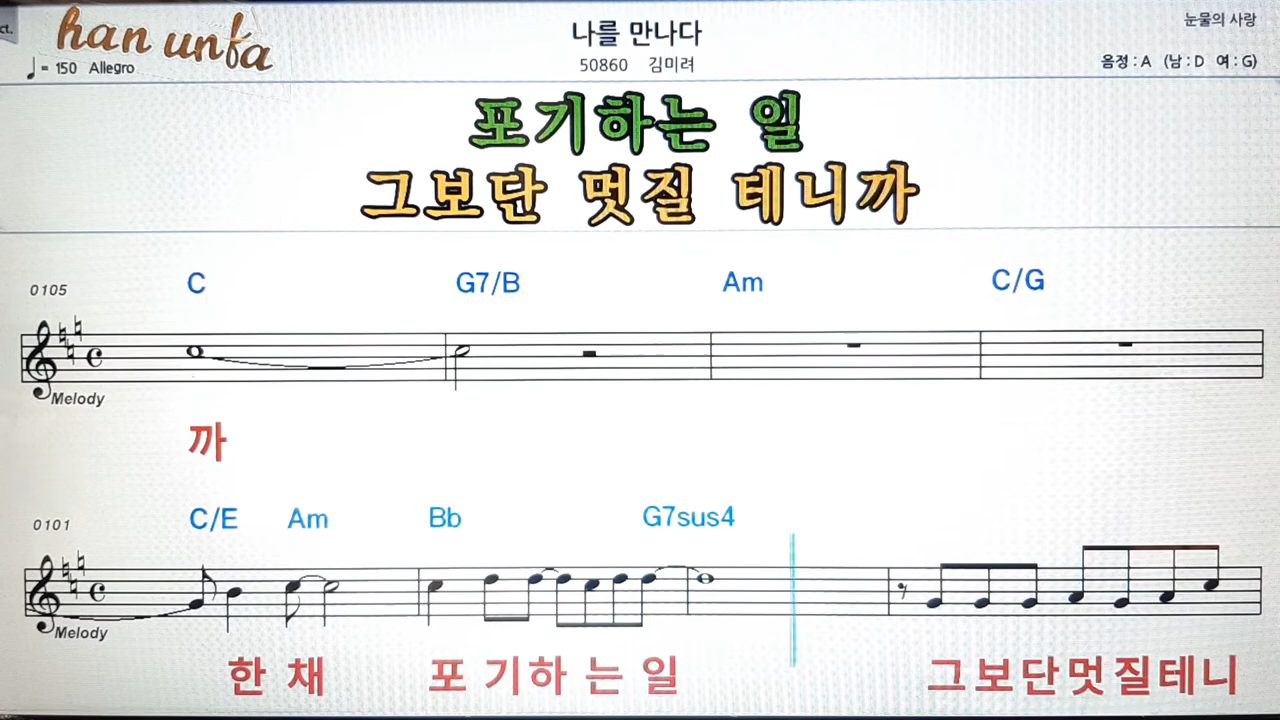 ct.
han unfa
♩= 150 Allegro
나를 만나다
50860 김미려
눈물의 사랑
음정 : A (남 : D 여 : G)
포기하는 일
그보단 멋질 테니까
0105
C G7/B Am C/G
Melody
까
0101
C/E Am Bb G7sus4
Melody
한 채 포 기하 는 일 그보단멋질테니